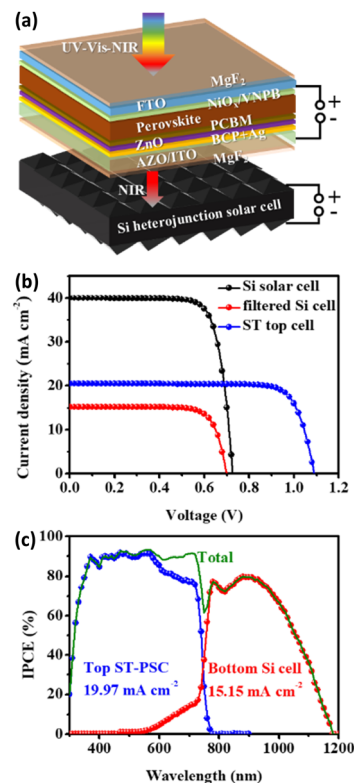 (a)
UV-Vis-NIR
MgF2
FTO
NiOx/VNPB
Perovskite
PCBM
ZnO
BCP+Ag
AZO/ITO
MgF2
NIR
Si heterojunction solar cell
+
-
+
-
(b)
Current density (mA cm-2)
40
30
20
10
0
Si solar cell
filtered Si cell
ST top cell
0.0 0.2 0.4 0.6 0.8 1.0 1.2
Voltage (V)
(c)
IPCE (%)
100
80
60
40
20
0
Total
Top ST-PSC
19.97 mA cm-2
Bottom Si cell
15.15 mA cm-2
400 600 800 1000 1200
Wavelength (nm)